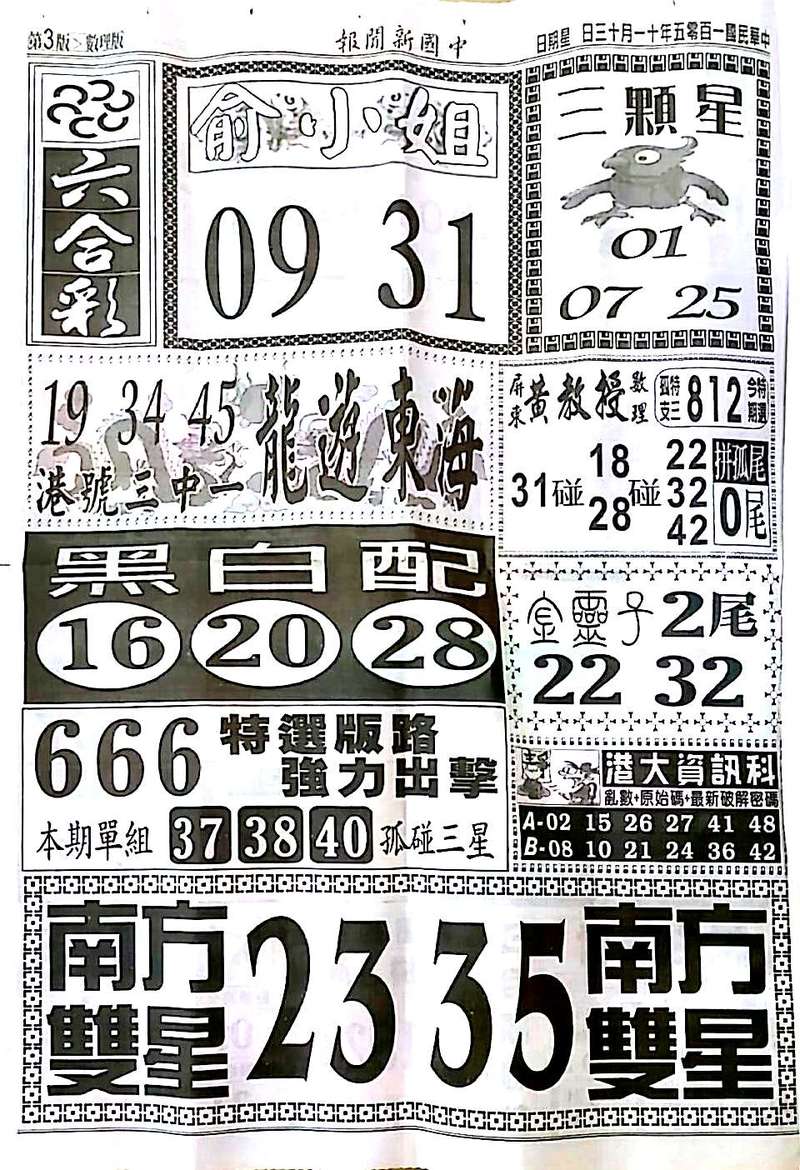 第3版＞數理版
中國新聞報
中華民國一百零五年十一月十三日 星期日
六合彩
俞小姐
09 31
三顆星
01
07 25
19 34 45
港號三中一
龍遊東海
屏東黃教授數理
孤支特三 812 今期特選
31碰 18 28 碰 22 32 42
拼孤尾
0尾
黑白配
16 20 28
金靈子 2尾
22 32
666 特選版路
強力出擊
本期單組 37 38 40 孤碰三星
港大資訊科
亂數+原始碼+最新破解密碼
A-02 15 26 27 41 48
B-08 10 21 24 36 42
南方雙星 23 35 南方雙星